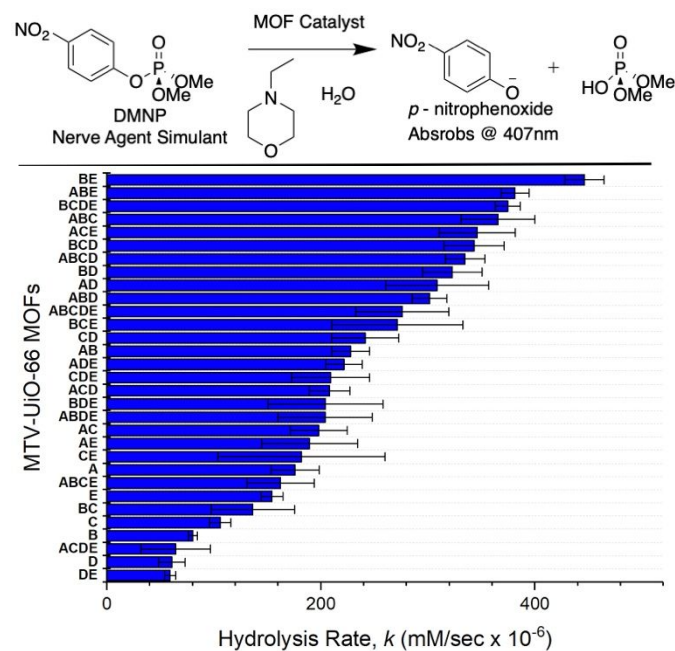 MOF Catalyst
NO₂
O
O
P
OMe
OMe
DMNP
Nerve Agent Simulant
N
O
H₂O
NO₂
O⁻
p - nitrophenoxide
Absrobs @ 407nm
+
O
HO
P
OMe
OMe
MTV-UiO-66 MOFs
BE
ABE
BCDE
ABC
ACE
BCD
ABCD
BD
AD
ABD
ABCDE
BCE
CD
AB
ADE
CDE
ACD
BDE
ABDE
AC
AE
CE
A
ABCE
E
BC
C
B
ACDE
D
DE
0 200 400
Hydrolysis Rate, k (mM/sec x 10⁻⁶)